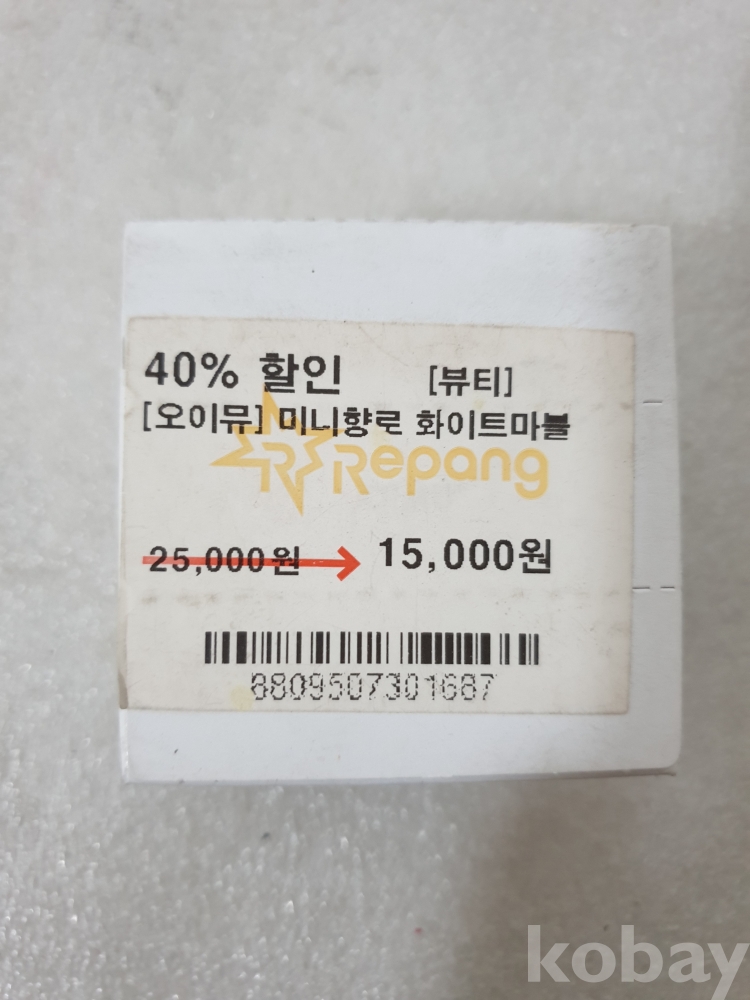 40% 할인 [뷰티]
[오이뮤] 미니향로 화이트마블
Repang
25,000원 → 15,000원
8809507301687
kobay